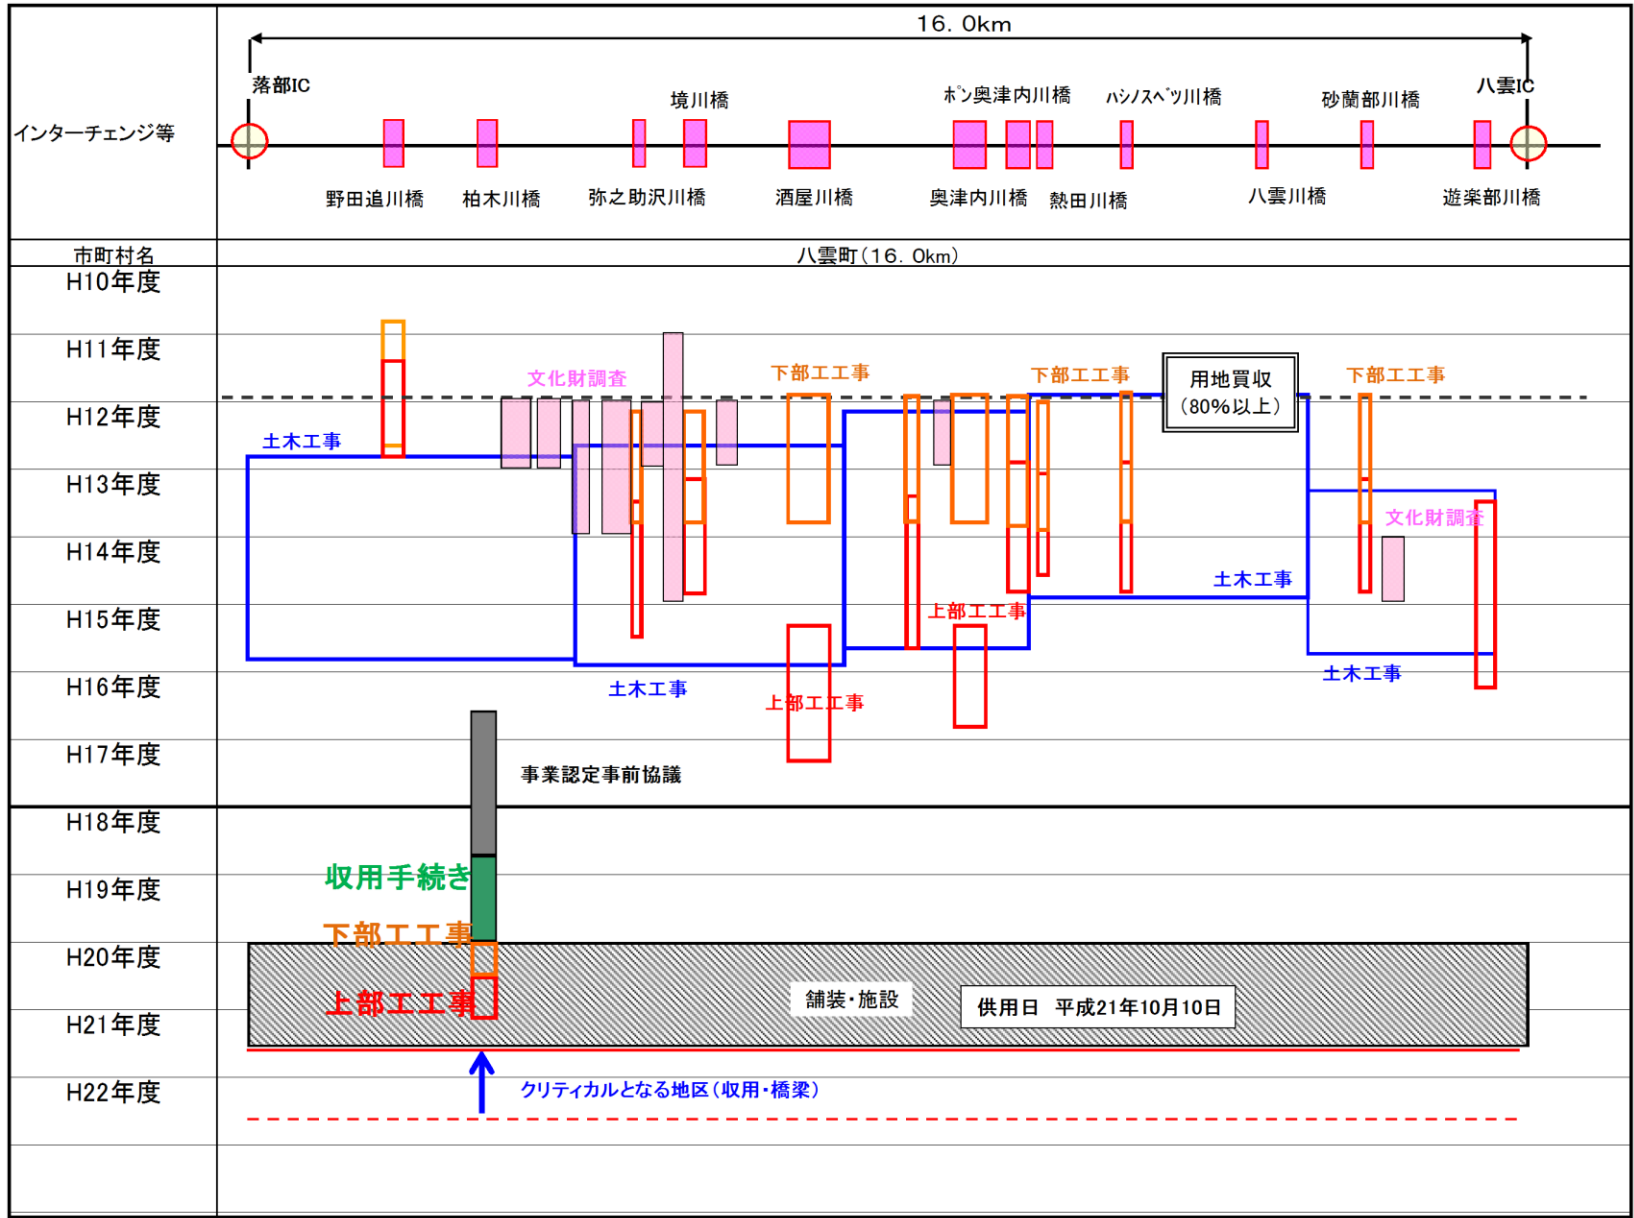 16．0km
落部IC
境川橋
ﾎﾟﾝ奥津内川橋
ﾊｼﾉｽﾍﾞﾂ川橋
砂蘭部川橋
八雲IC
インターチェンジ等
野田追川橋
柏木川橋
弥之助沢川橋
酒屋川橋
奥津内川橋
熱田川橋
八雲川橋
遊楽部川橋
市町村名
八雲町（16．0km）
H10年度
H11年度
文化財調査
下部工工事
下部工工事
用地買収
（80％以上）
下部工工事
H12年度
土木工事
H13年度
文化財調査
H14年度
土木工事
H15年度
上部工工事
土木工事
H16年度
上部工工事
土木工事
H17年度
事業認定事前協議
H18年度
収用手続き
H19年度
下部工工事
H20年度
上部工工事
舗装・施設
供用日　平成21年10月10日
H21年度
クリティカルとなる地区（収用・橋梁）
H22年度